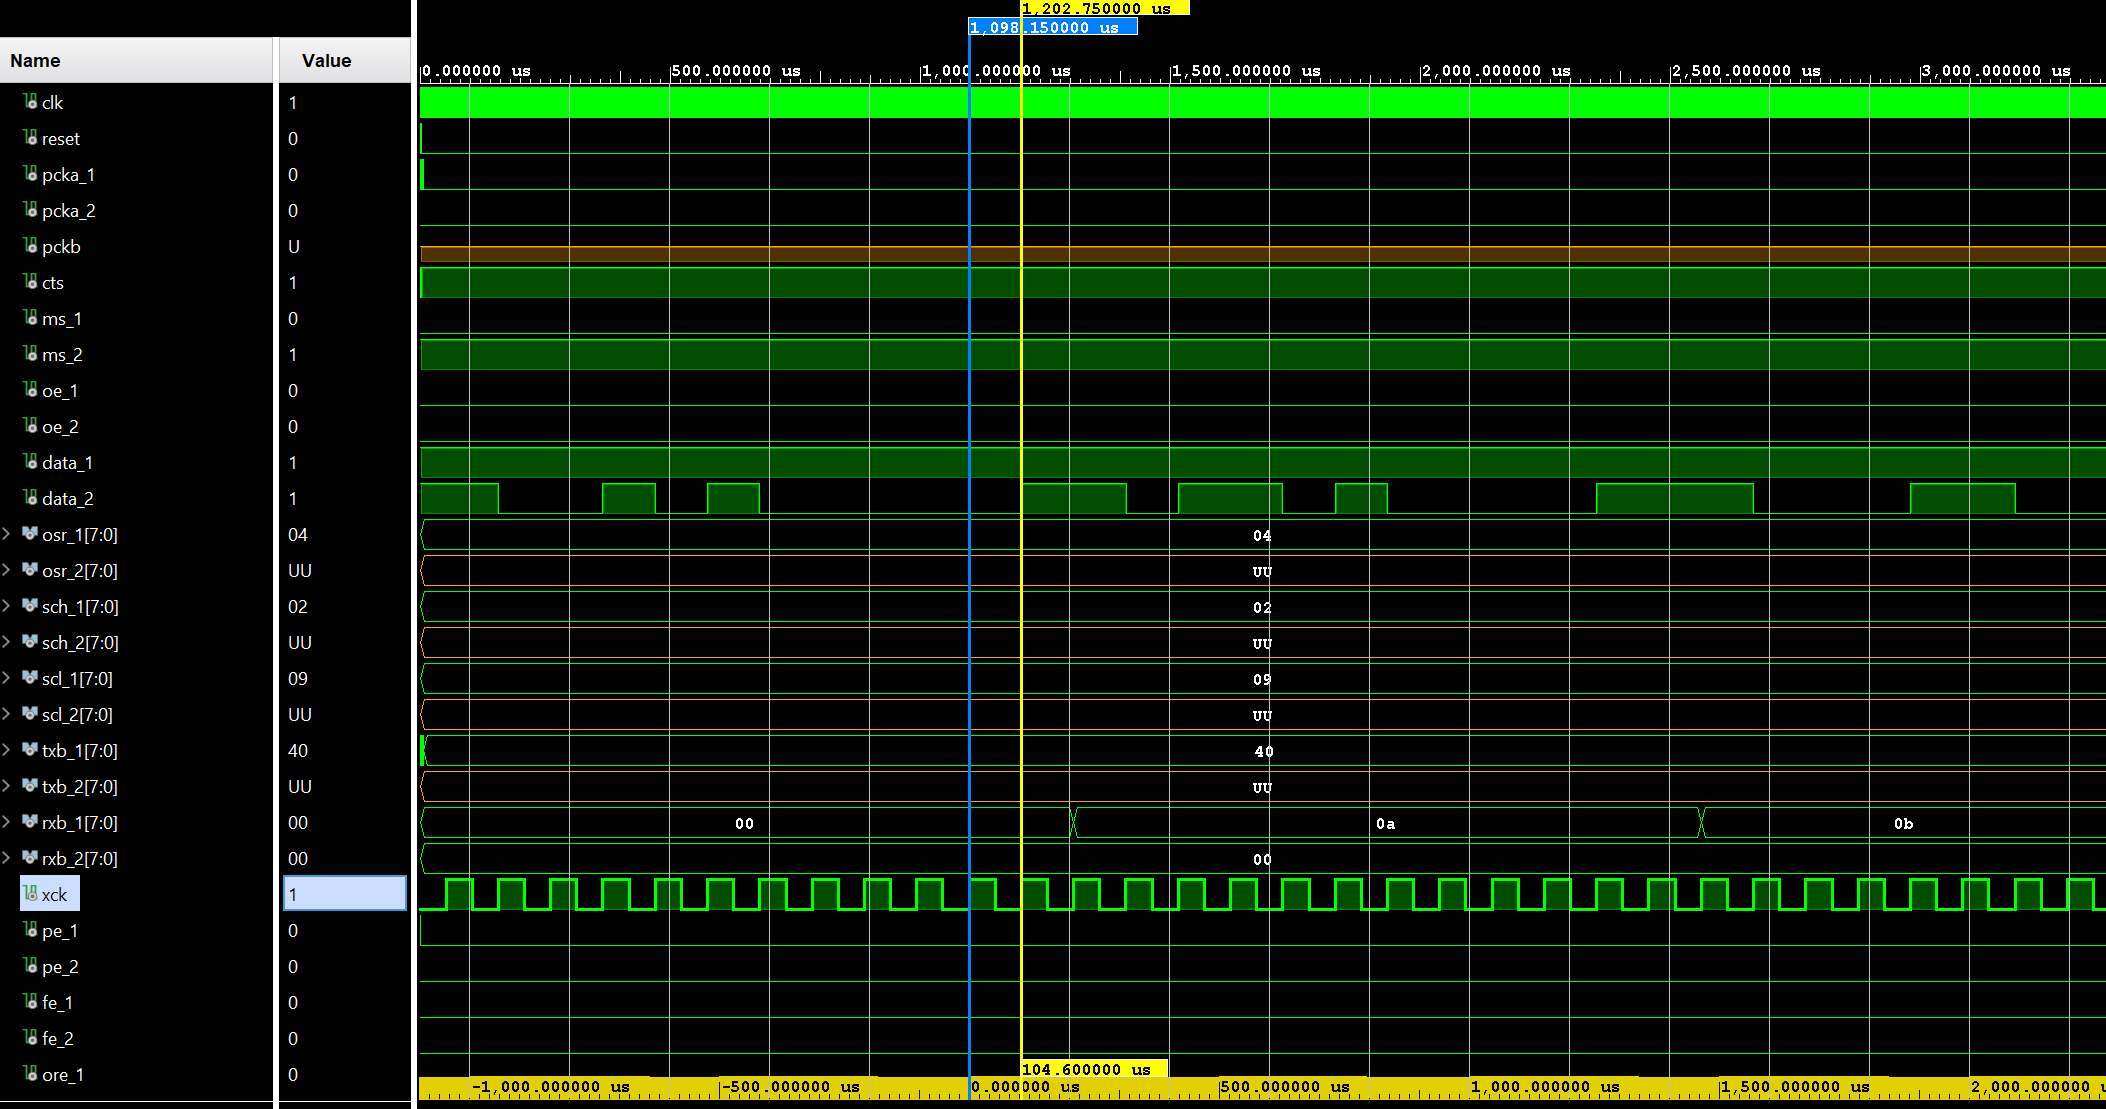 1,202.750000 us
1,098.150000 us
Name Value
0.000000 us 500.000000 us 1,000.000000 us 1,500.000000 us 2,000.000000 us 2,500.000000 us 3,000.000000 us
clk 1
reset 0
pcka_1 0
pcka_2 0
pckb U
cts 1
ms_1 0
ms_2 1
oe_1 0
oe_2 0
data_1 1
data_2 1
osr_1[7:0] 04 04
osr_2[7:0] UU UU
sch_1[7:0] 02 02
sch_2[7:0] UU UU
scl_1[7:0] 09 09
scl_2[7:0] UU UU
txb_1[7:0] 40 40
txb_2[7:0] UU UU
rxb_1[7:0] 00 00 0a 0b
rxb_2[7:0] 00 00
xck 1
pe_1 0
pe_2 0
fe_1 0
fe_2 0
ore_1 0
104.600000 us
-1,000.000000 us -500.000000 us 0.000000 us 500.000000 us 1,000.000000 us 1,500.000000 us 2,000.000000 u